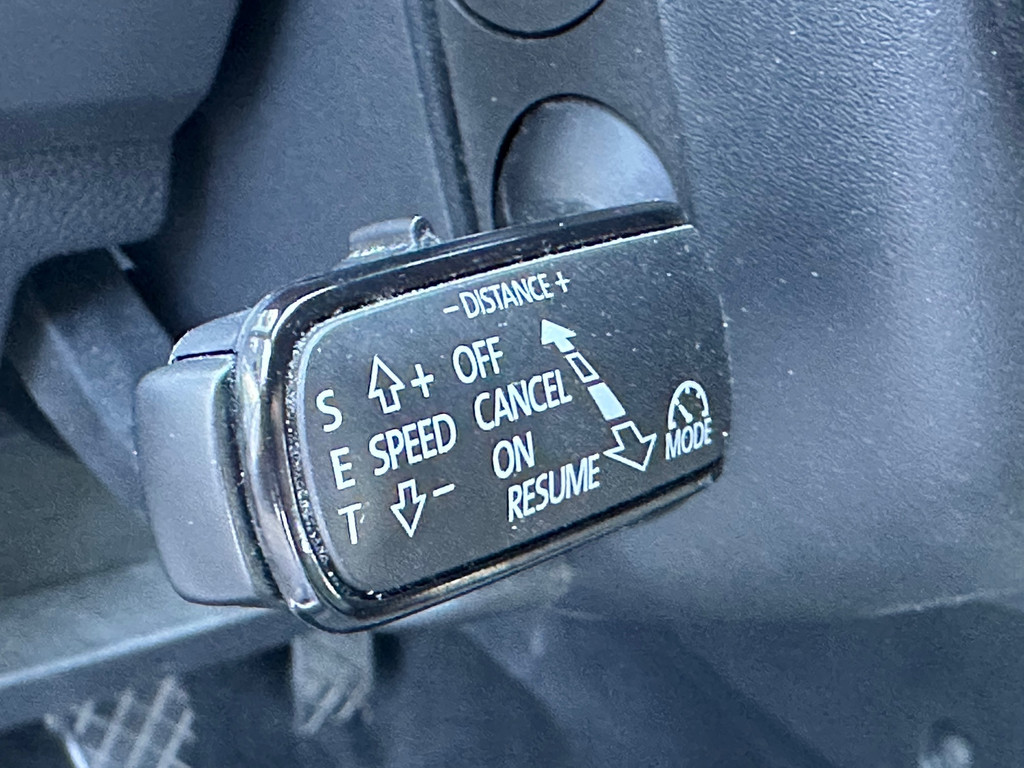 – DISTANCE +
S + OFF
CANCEL
E SPEED
T – ON
RESUME
MODE